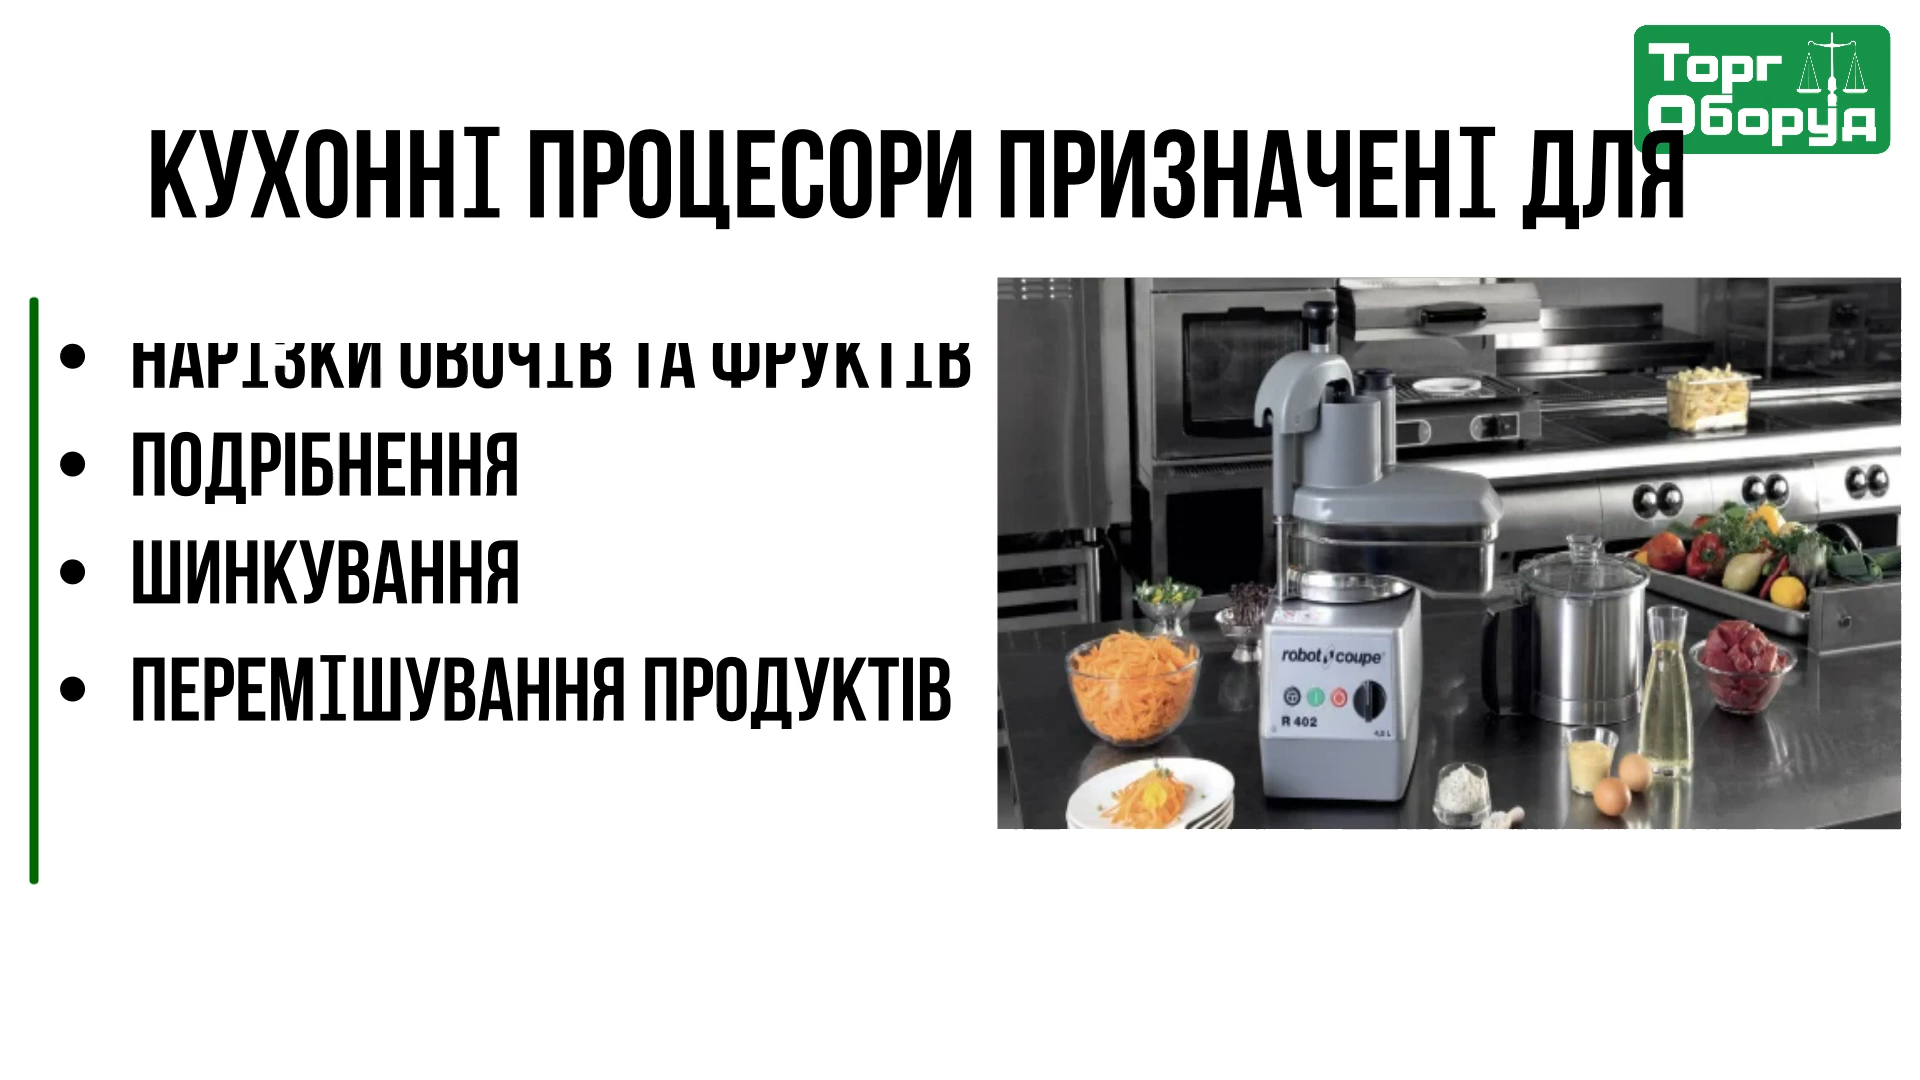 Торг
Оборуд
КУХОННІ ПРОЦЕСОРИ ПРИЗНАЧЕНІ ДЛЯ
• НАРІЗКИ ОВОЧІВ ТА ФРУКТІВ
• ПОДРІБНЕННЯ
• ШИНКУВАННЯ
• ПЕРЕМІШУВАННЯ ПРОДУКТІВ
robot coupe
R 402